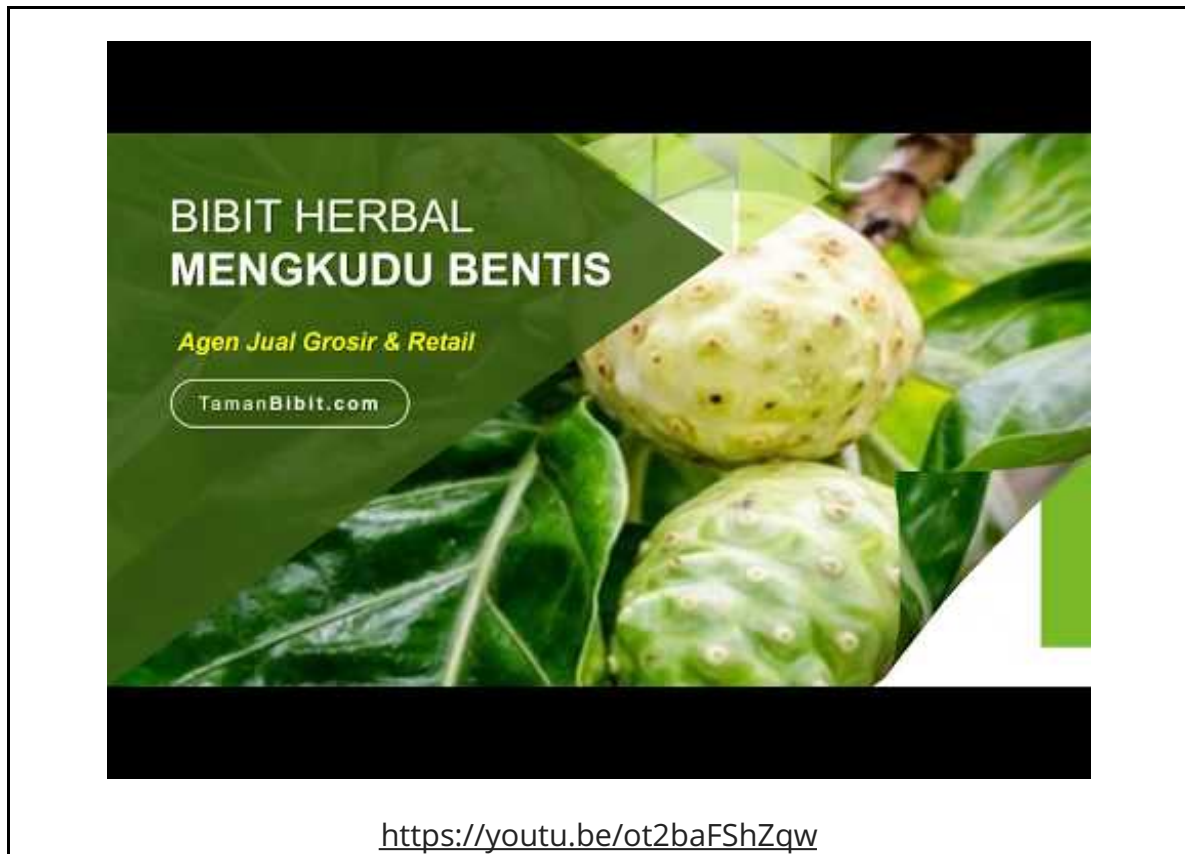 BIBIT HERBAL
MENGKUDU BENTIS
Agen Jual Grosir & Retail
TamanBibit.com
https://youtu.be/ot2baFShZqw